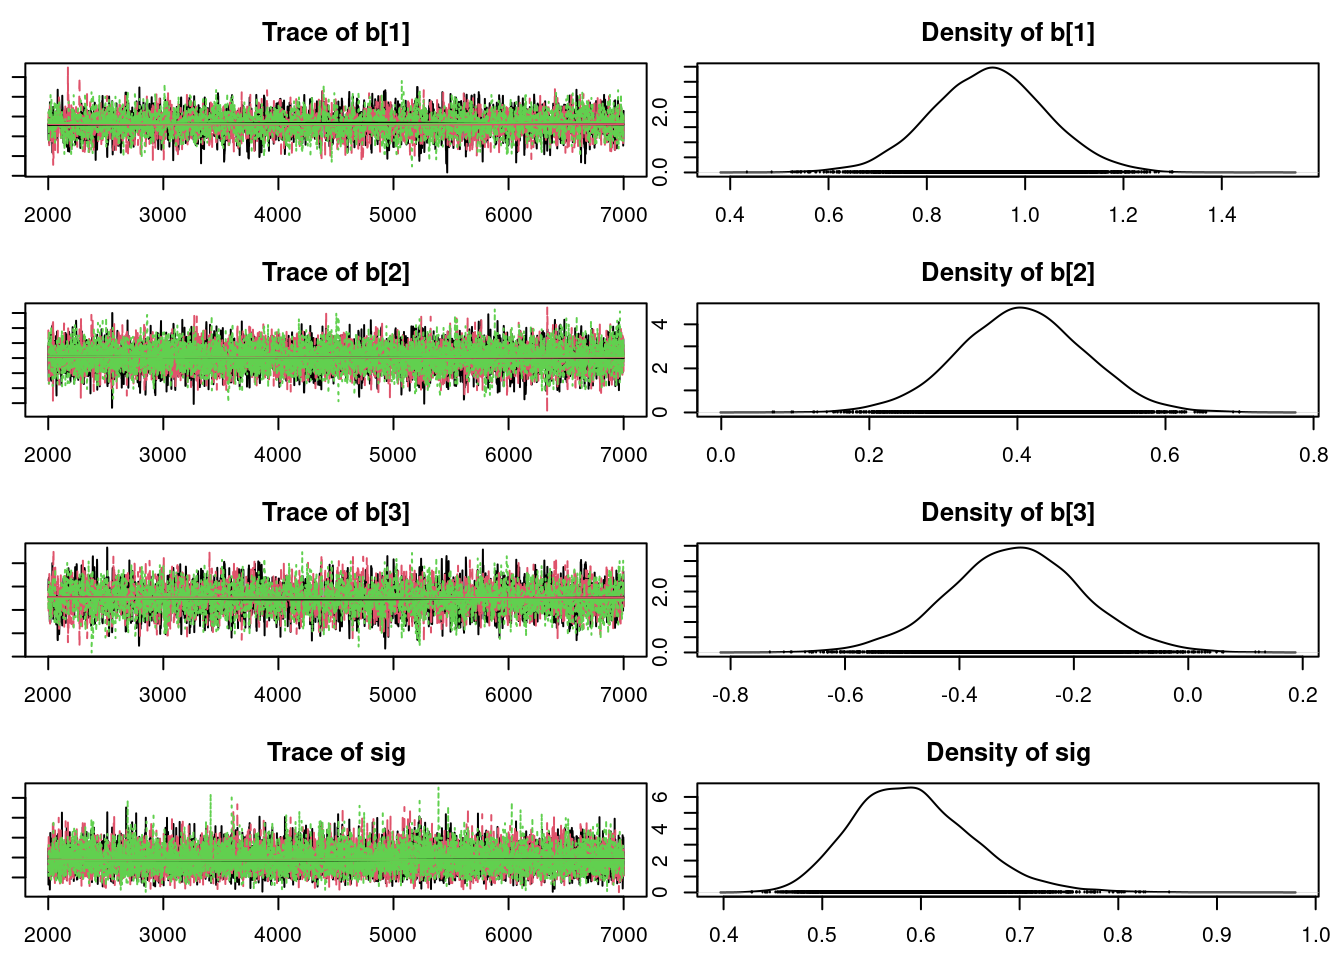 Trace of b[1]
2000 3000 4000 5000 6000 7000
Density of b[1]
0.0 2.0
0.4 0.6 0.8 1.0 1.2 1.4
Trace of b[2]
2000 3000 4000 5000 6000 7000
Density of b[2]
0 2 4
0.0 0.2 0.4 0.6 0.8
Trace of b[3]
2000 3000 4000 5000 6000 7000
Density of b[3]
0.0 2.0
-0.8 -0.6 -0.4 -0.2 0.0 0.2
Trace of sig
2000 3000 4000 5000 6000 7000
Density of sig
0 2 4 6
0.4 0.5 0.6 0.7 0.8 0.9 1.0